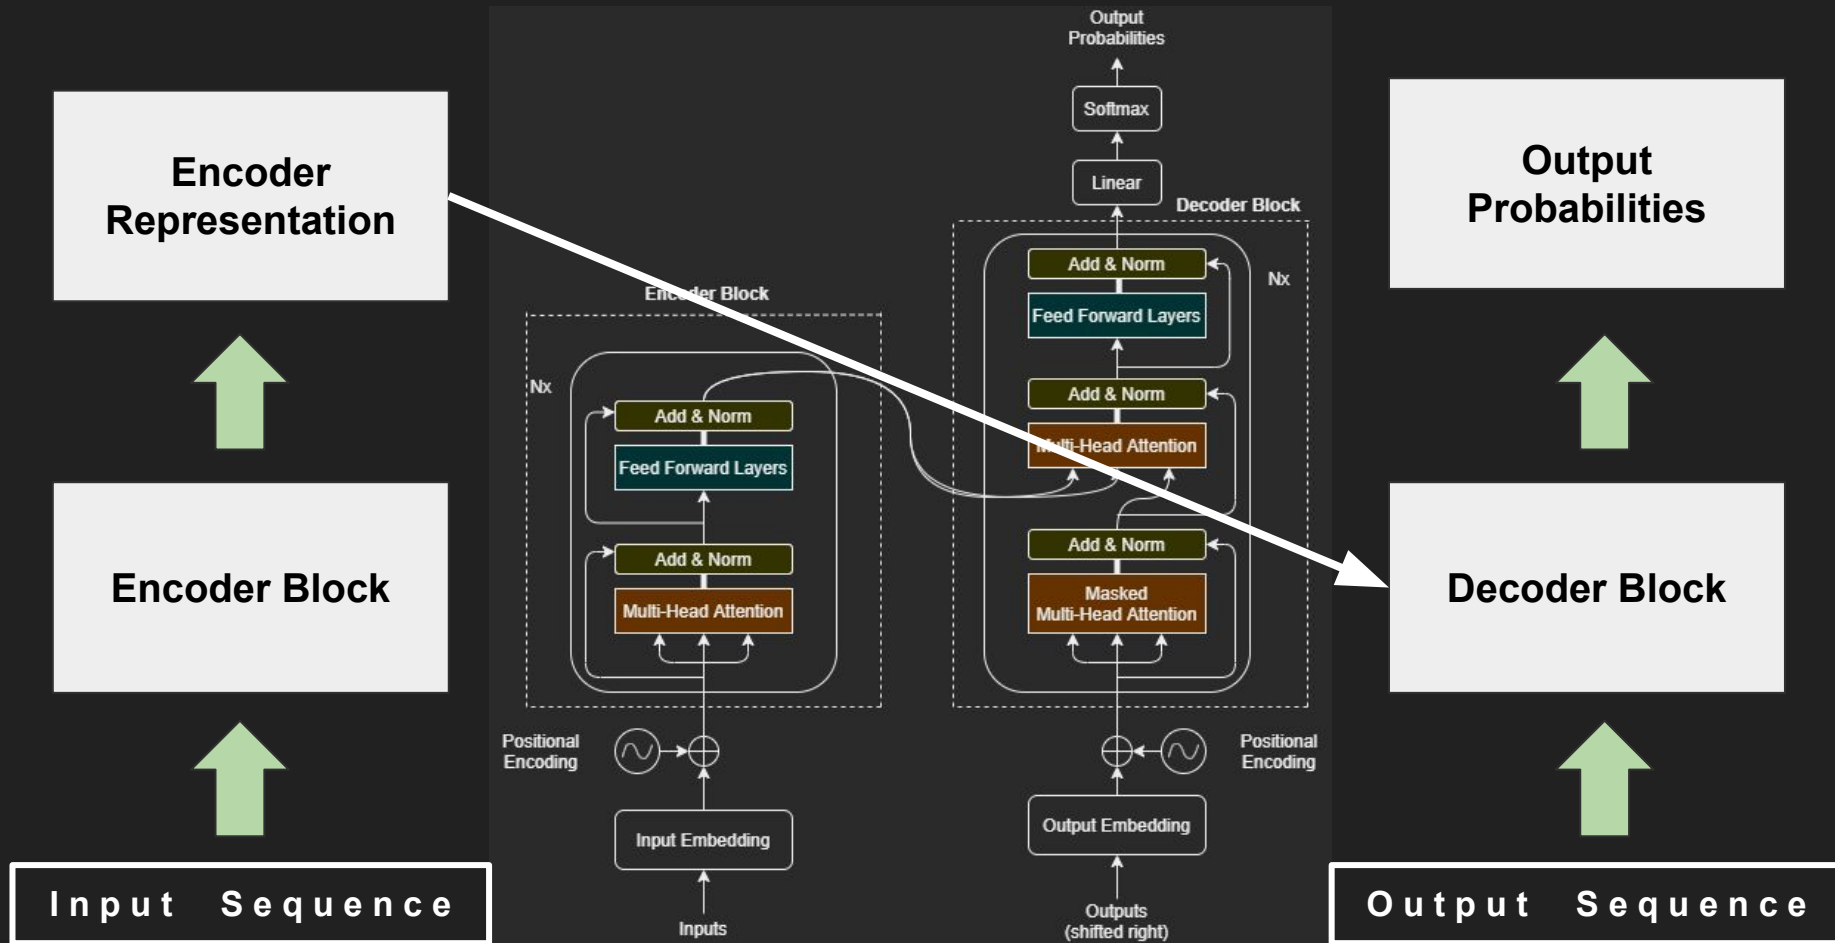 Encoder
Representation
Encoder Block
Input Sequence
Encoder Block
Nx
Add & Norm
Feed Forward Layers
Add & Norm
Multi-Head Attention
Positional
Encoding
Input Embedding
Inputs
Output
Probabilities
Softmax
Linear
Decoder Block
Nx
Add & Norm
Feed Forward Layers
Add & Norm
Multi-Head Attention
Add & Norm
Masked
Multi-Head Attention
Positional
Encoding
Output Embedding
Outputs
(shifted right)
Output
Probabilities
Decoder Block
Output Sequence